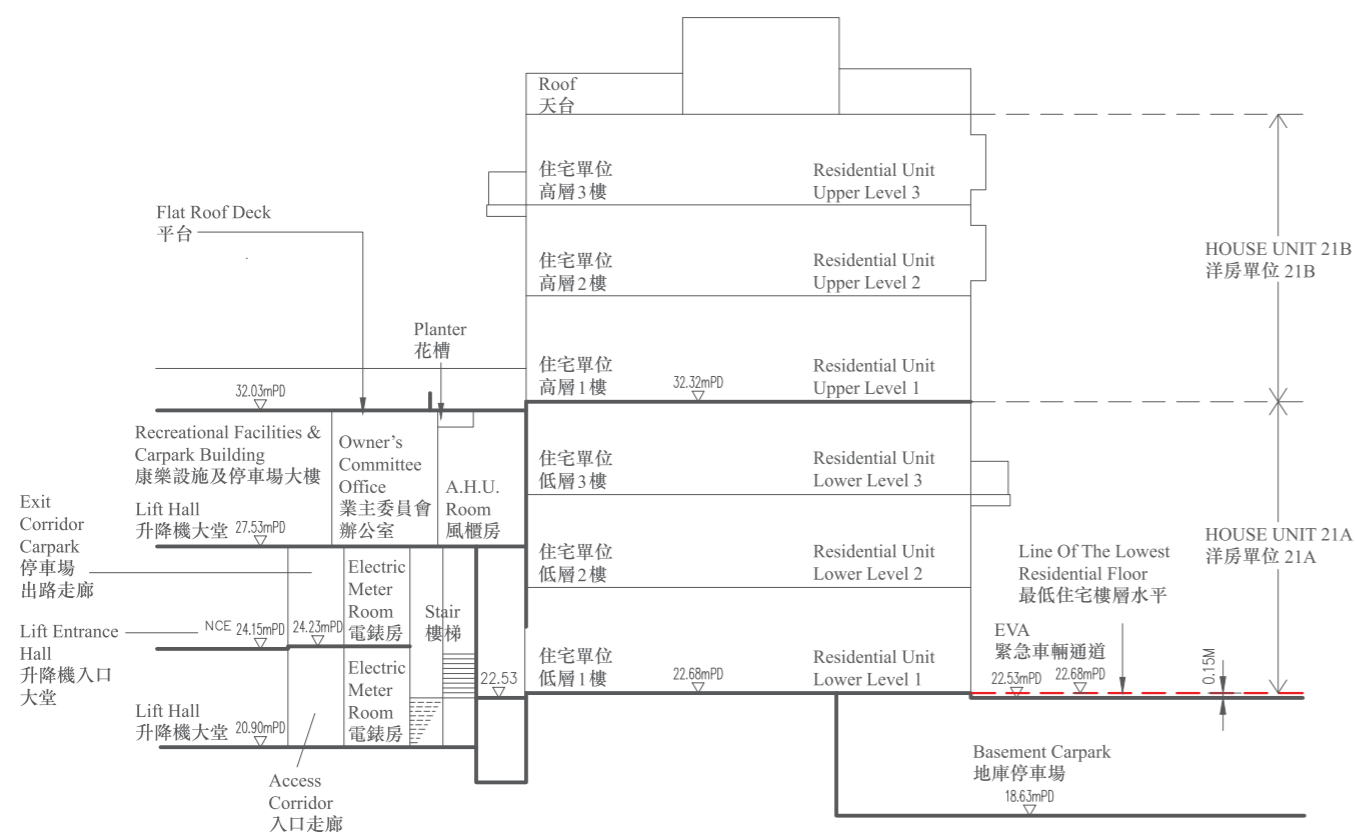 Roof
天台
住宅單位
高層3樓
Residential Unit
Upper Level 3
Flat Roof Deck
平台
住宅單位
高層2樓
Residential Unit
Upper Level 2
HOUSE UNIT 21B
洋房單位 21B
Planter
花槽
住宅單位
高層1樓
Residential Unit
Upper Level 1
32.03mPD
32.32mPD
Recreational Facilities &
Carpark Building
康樂設施及停車場大樓
Owner's
Committee
Office
業主委員會
辦公室
A.H.U.
Room
風櫃房
住宅單位
低層3樓
Residential Unit
Lower Level 3
Exit
Corridor
Carpark
停車場
出路走廊
Lift Hall
升降機大堂 27.53mPD
HOUSE UNIT 21A
洋房單位 21A
Electric
Meter
Room
電錶房
住宅單位
低層2樓
Residential Unit
Lower Level 2
Line Of The Lowest
Residential Floor
最低住宅樓層水平
Stair
樓梯
Lift Entrance
Hall
升降機入口
大堂
NCE 24.15mPD
24.23mPD
EVA
緊急車輛通道
22.53mPD
22.68mPD
0.15M
Electric
Meter
Room
電錶房
22.53
住宅單位
低層1樓
22.68mPD
Residential Unit
Lower Level 1
Lift Hall
升降機大堂 20.90mPD
Access
Corridor
入口走廊
Basement Carpark
地庫停車場
18.63mPD